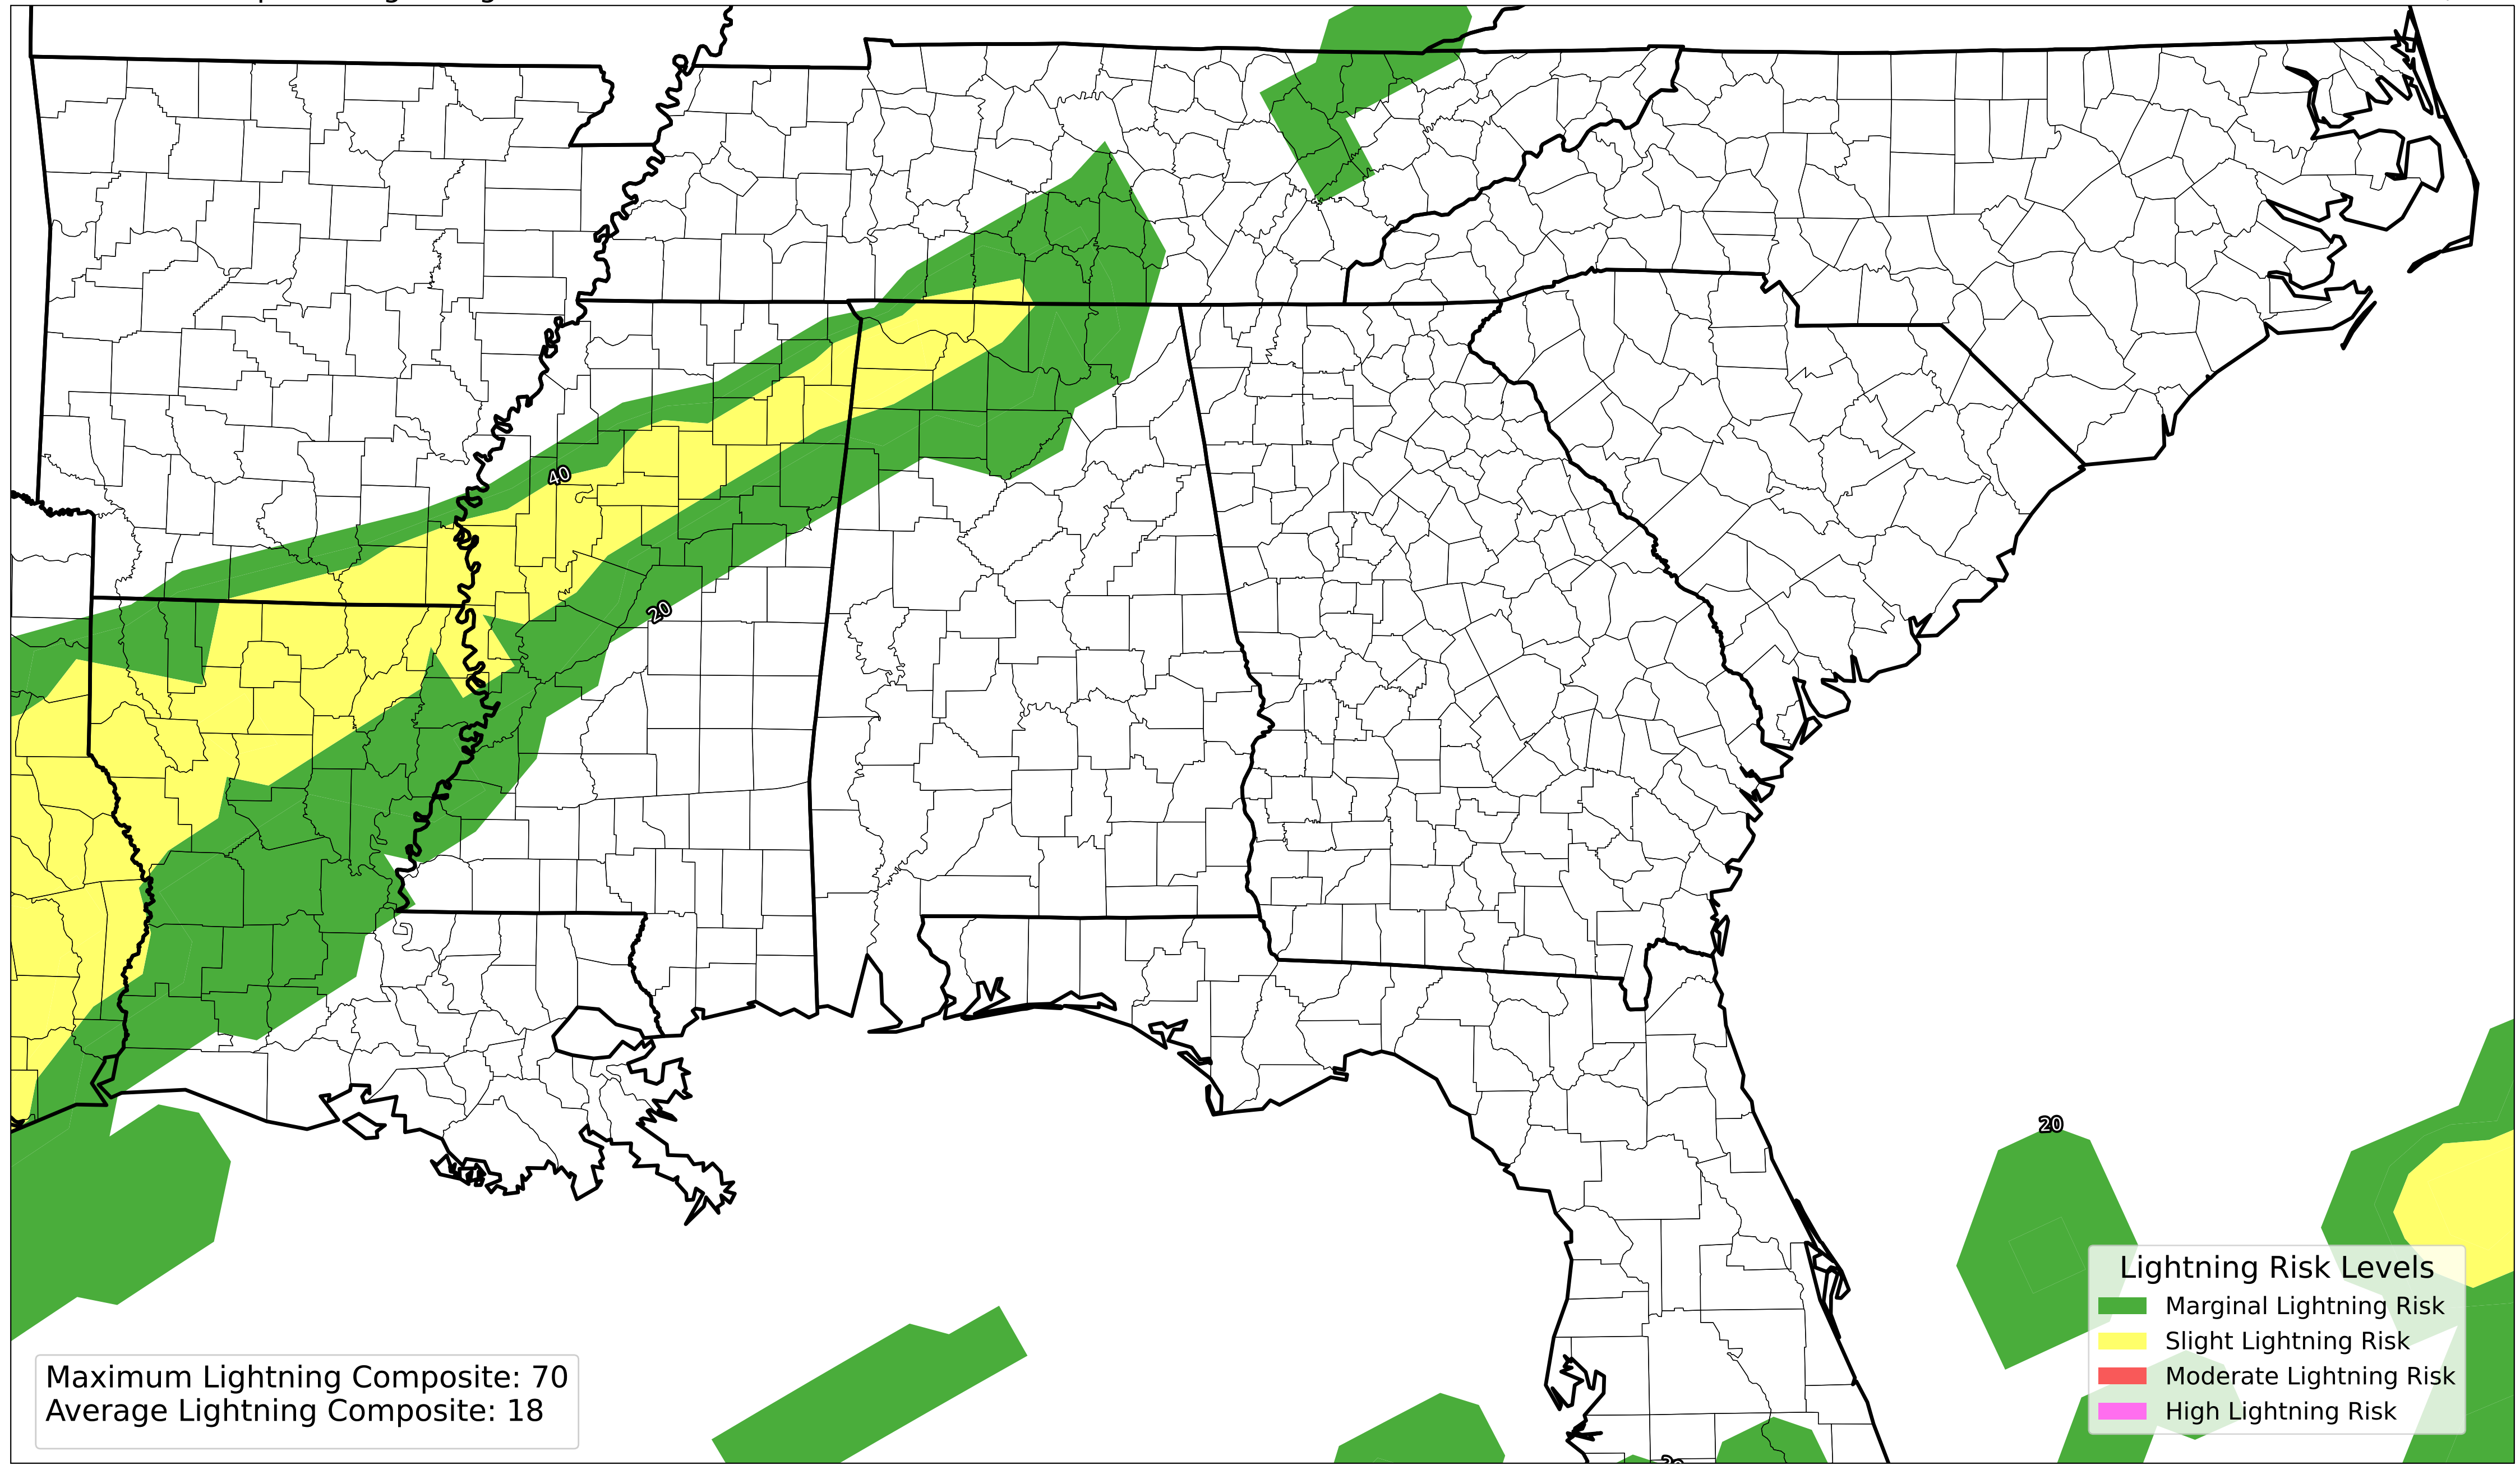 40
20
20
Lightning Risk Levels
Marginal Lightning Risk
Slight Lightning Risk
Moderate Lightning Risk
High Lightning Risk
Maximum Lightning Composite: 70
Average Lightning Composite: 18